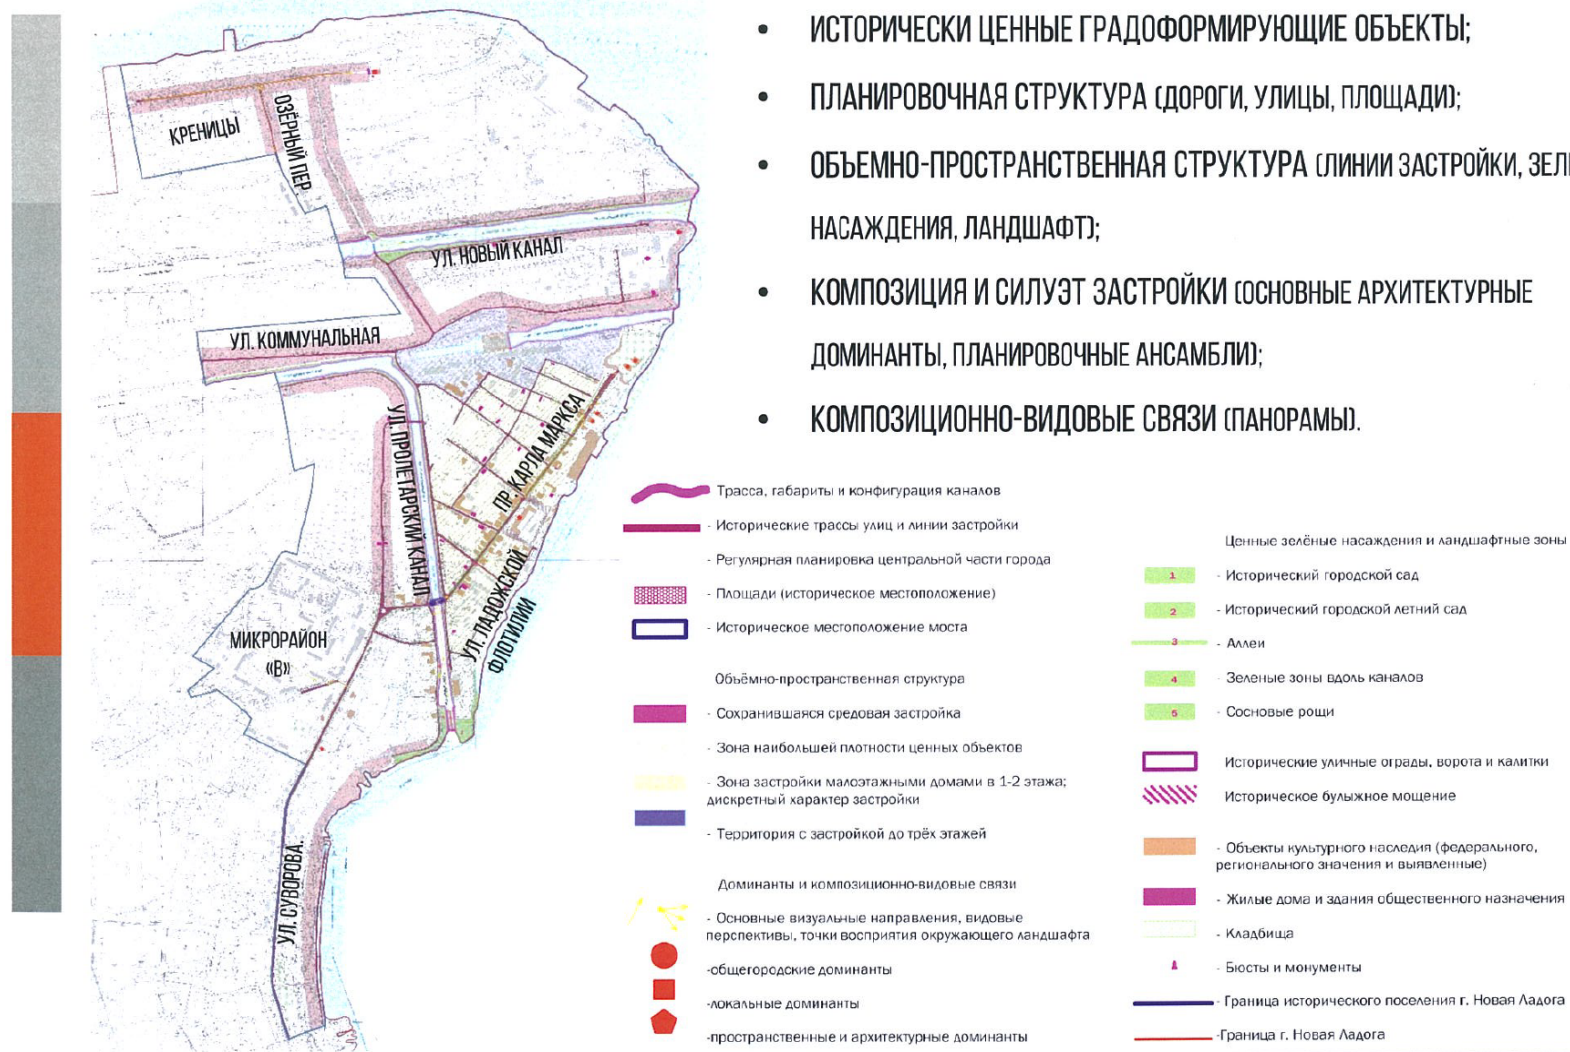 • ИСТОРИЧЕСКИ ЦЕННЫЕ ГРАДОФОРМИРУЮЩИЕ ОБЪЕКТЫ;
• ПЛАНИРОВОЧНАЯ СТРУКТУРА (ДОРОГИ, УЛИЦЫ, ПЛОЩАДИ);
• ОБЪЕМНО-ПРОСТРАНСТВЕННАЯ СТРУКТУРА (ЛИНИИ ЗАСТРОЙКИ,
НАСАЖДЕНИЯ, ЛАНДШАФТ);
• КОМПОЗИЦИЯ И СИЛУЭТ ЗАСТРОЙКИ (ОСНОВНЫЕ АРХИТЕКТУРНЫЕ
ДОМИНАНТЫ, ПЛАНИРОВОЧНЫЕ АНСАМБЛИ);
• КОМПОЗИЦИОННО-ВИДОВЫЕ СВЯЗИ (ПАНОРАМЫ).
КРЕНИЦЫ
ОЗЁРНЫЙ ПЕР.
УЛ. НОВЫЙ КАНАЛ
УЛ. КОММУНАЛЬНАЯ
УЛ. ПРОЛЕТАРСКИЙ КАНАЛ
ПР. КАРЛА МАРКСА
УЛ. ЛАДОЖСКОЙ
ФЛОТИЛИИ
МИКРОРАЙОН
«В»
УЛ. СУВОРОВА.
Трасса, габариты и конфигурация каналов
- Исторические трассы улиц и линии застройки
- Регулярная планировка центральной части города
- Площади (историческое местоположение)
- Историческое местоположение моста
Объёмно-пространственная структура
- Сохранившаяся средовая застройка
- Зона наибольшей плотности ценных объектов
- Зона застройки малоэтажными домами в 1-2 этажа;
дискретный характер застройки
- Территория с застройкой до трёх этажей
Доминанты и композиционно-видовые связи
- Основные визуальные направления, видовые
перспективы, точки восприятия окружающего ландшафта
-общегородские доминанты
-локальные доминанты
-пространственные и архитектурные доминанты
Ценные зелёные насаждения и ландшафтные зоны
1 - Исторический городской сад
2 - Исторический городской летний сад
3 - Аллеи
4 - Зеленые зоны вдоль каналов
5 - Сосновые рощи
Исторические уличные ограды, ворота и калитки
Историческое булыжное мощение
- Объекты культурного наследия (федерального,
регионального значения и выявленные)
- Жилые дома и здания общественного назначения
- Кладбища
- Бюсты и монументы
- Граница исторического поселения г. Новая Ладога
-Граница г. Новая Ладога